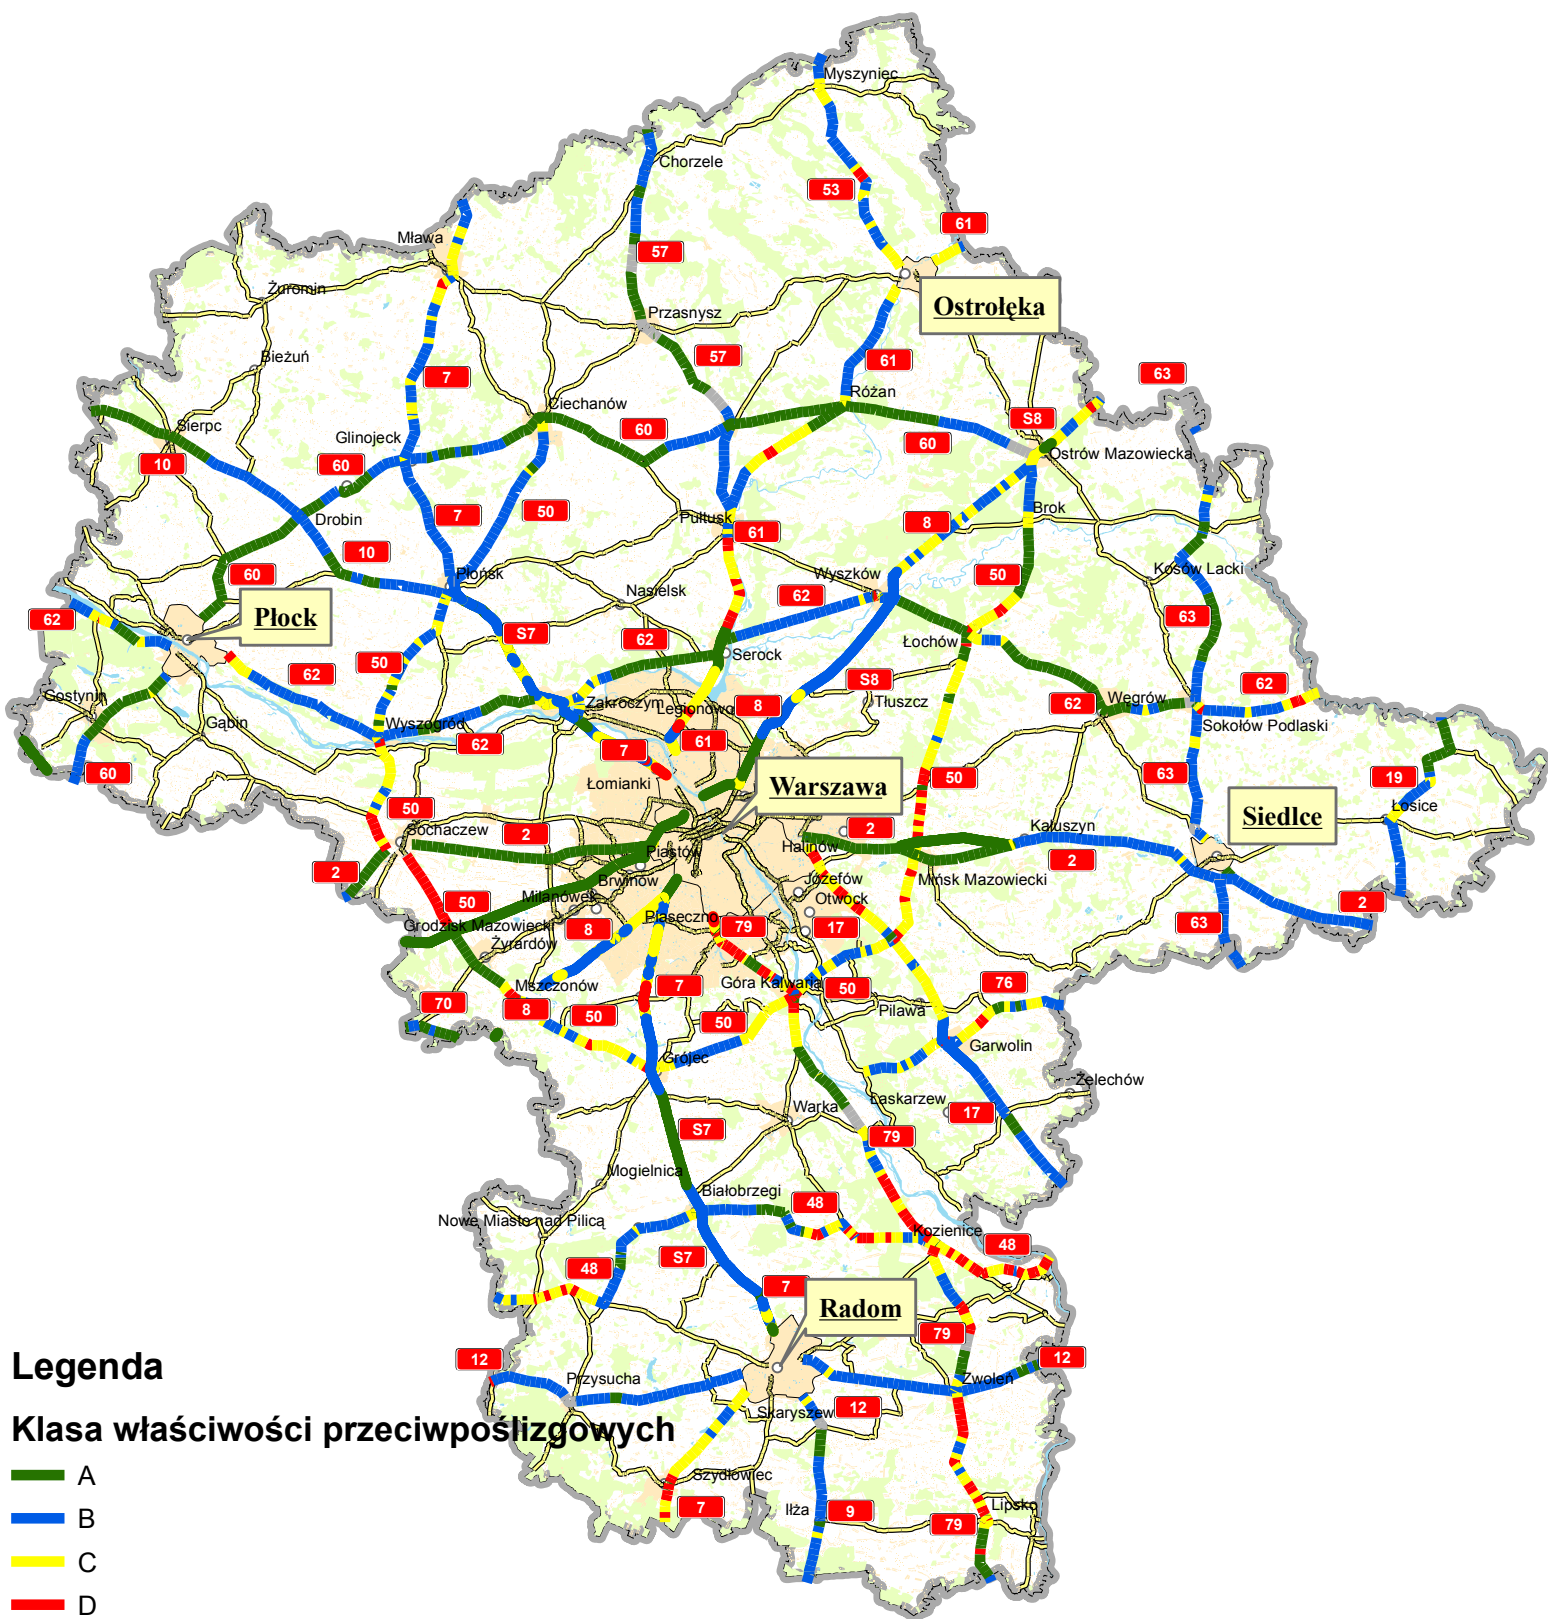 Myszyniec
Chorzele
53
61
Mława
57
Żuromin
Ostrołęka
Przasnysz
Bieżuń
57
61
63
7
Różan
Ciechanów
S8
Sierpc
Glinojeck
60
60
10
60
Ostrów Mazowiecka
Drobin
7
50
Pułtusk
61
8
Brok
10
Płońsk
Wyszków
50
Kosów Lacki
60
Nasielsk
62
63
Płock
62
S7
62
Łochów
50
Serock
62
S8
62
Gostynin
Zakroczym
Legionowo
8
Tłuszcz
62
Węgrów
Gąbin
Wyszogród
62
7
61
Sokołów Podlaski
60
Łomianki
Warszawa
50
63
19
50
Siedlce
Łosice
Sochaczew
2
2
Kałuszyn
Piastów
Halinów
2
2
Brwinów
Józefów
Mińsk Mazowiecki
Milanówek
Otwock
50
Piaseczno
79
17
2
Grodzisk Mazowiecki
8
63
Żyrardów
Mszczonów
7
Góra Kalwaria
50
76
70
8
50
50
Pilawa
Grójec
Garwolin
Żelechów
Łaskarzew
Warka
17
S7
79
Mogielnica
Białobrzegi
48
Nowe Miasto nad Pilicą
Kozienice
48
S7
48
7
Radom
79
Legenda
12
12
Przysucha
Zwoleń
Skaryszew
12
Klasa właściwości przeciwpoślizgowych
Szydłowiec
A
7
Iłża
9
Lipsko
79
B
C
D